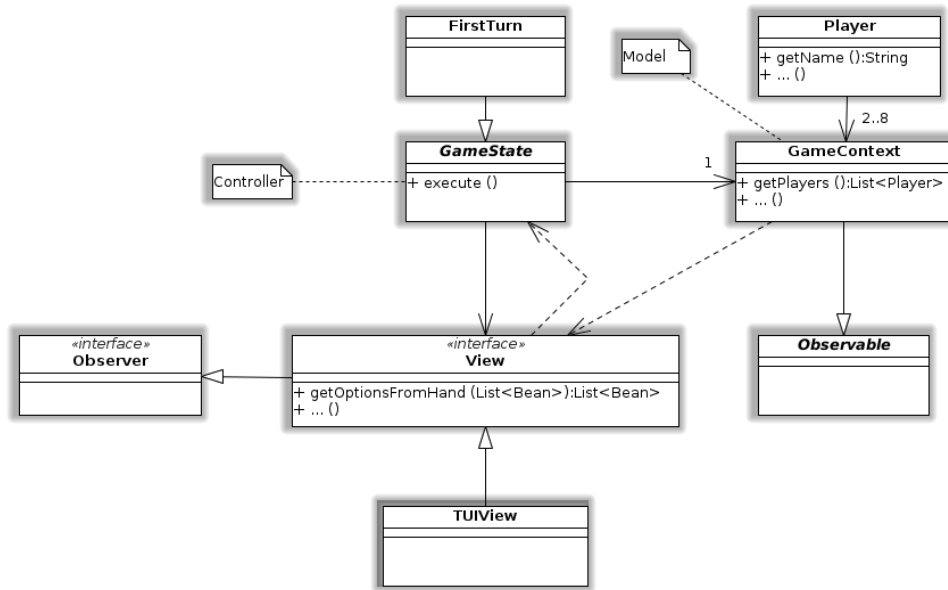 FirstTurn
Player
+ getName ():String
+ ... ()
Model
2..8
GameState
+ execute ()
Controller
1
GameContext
+ getPlayers ():List<Player>
+ ... ()
«interface»
Observer
«interface»
View
+ getOptionsFromHand (List<Bean>):List<Bean>
+ ... ()
Observable
TUIView